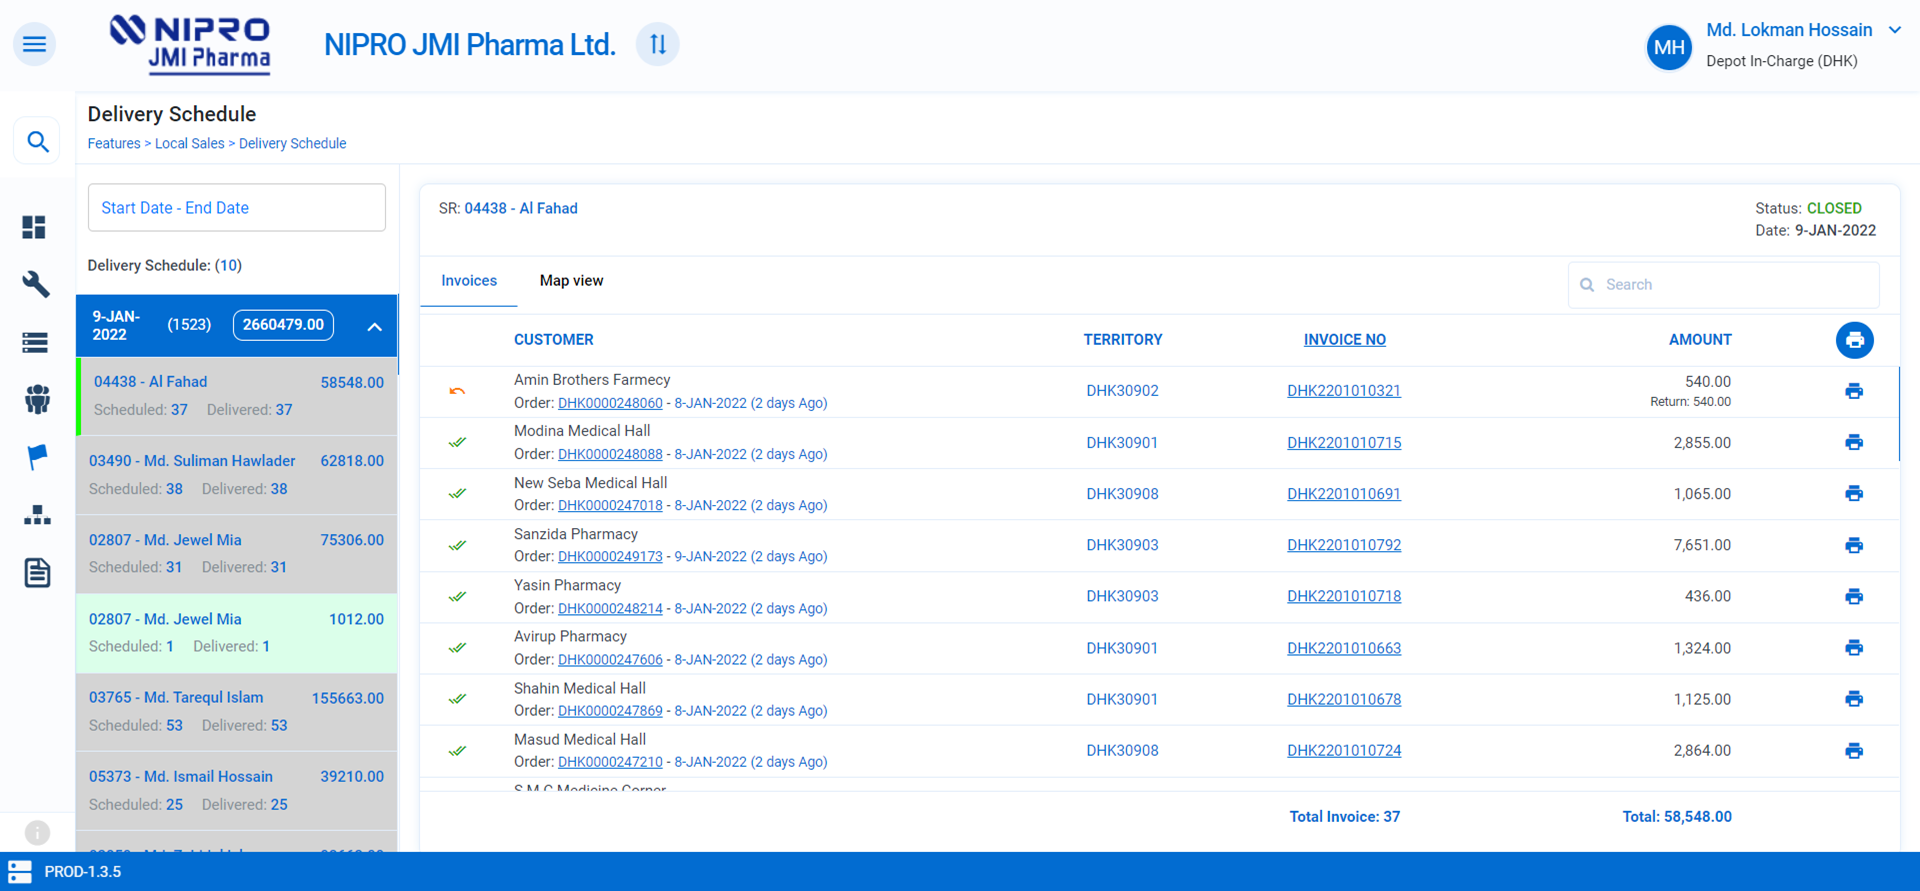 NIPRO
JMI Pharma
NIPRO JMI Pharma Ltd.
MH
Md. Lokman Hossain
Depot In-Charge (DHK)
Delivery Schedule
Features > Local Sales > Delivery Schedule
Start Date - End Date
Delivery Schedule: (10)
9-JAN-
2022
(1523)
2660479.00
04438 - Al Fahad 58548.00
Scheduled: 37 Delivered: 37
03490 - Md. Suliman Hawlader 62818.00
Scheduled: 38 Delivered: 38
02807 - Md. Jewel Mia 75306.00
Scheduled: 31 Delivered: 31
02807 - Md. Jewel Mia 1012.00
Scheduled: 1 Delivered: 1
03765 - Md. Tarequl Islam 155663.00
Scheduled: 53 Delivered: 53
05373 - Md. Ismail Hossain 39210.00
Scheduled: 25 Delivered: 25
SR: 04438 - Al Fahad
Status: CLOSED
Date: 9-JAN-2022
Invoices Map view
Search
CUSTOMER TERRITORY INVOICE NO AMOUNT
Amin Brothers Farmecy
Order: DHK0000248060 - 8-JAN-2022 (2 days Ago)
DHK30902 DHK2201010321
540.00
Return: 540.00
Modina Medical Hall
Order: DHK0000248088 - 8-JAN-2022 (2 days Ago)
DHK30901 DHK2201010715 2,855.00
New Seba Medical Hall
Order: DHK0000247018 - 8-JAN-2022 (2 days Ago)
DHK30908 DHK2201010691 1,065.00
Sanzida Pharmacy
Order: DHK0000249173 - 9-JAN-2022 (2 days Ago)
DHK30903 DHK2201010792 7,651.00
Yasin Pharmacy
Order: DHK0000248214 - 8-JAN-2022 (2 days Ago)
DHK30903 DHK2201010718 436.00
Avirup Pharmacy
Order: DHK0000247606 - 8-JAN-2022 (2 days Ago)
DHK30901 DHK2201010663 1,324.00
Shahin Medical Hall
Order: DHK0000247869 - 8-JAN-2022 (2 days Ago)
DHK30901 DHK2201010678 1,125.00
Masud Medical Hall
Order: DHK0000247210 - 8-JAN-2022 (2 days Ago)
DHK30908 DHK2201010724 2,864.00
S M C Medicine Corner
Total Invoice: 37 Total: 58,548.00
PROD-1.3.5